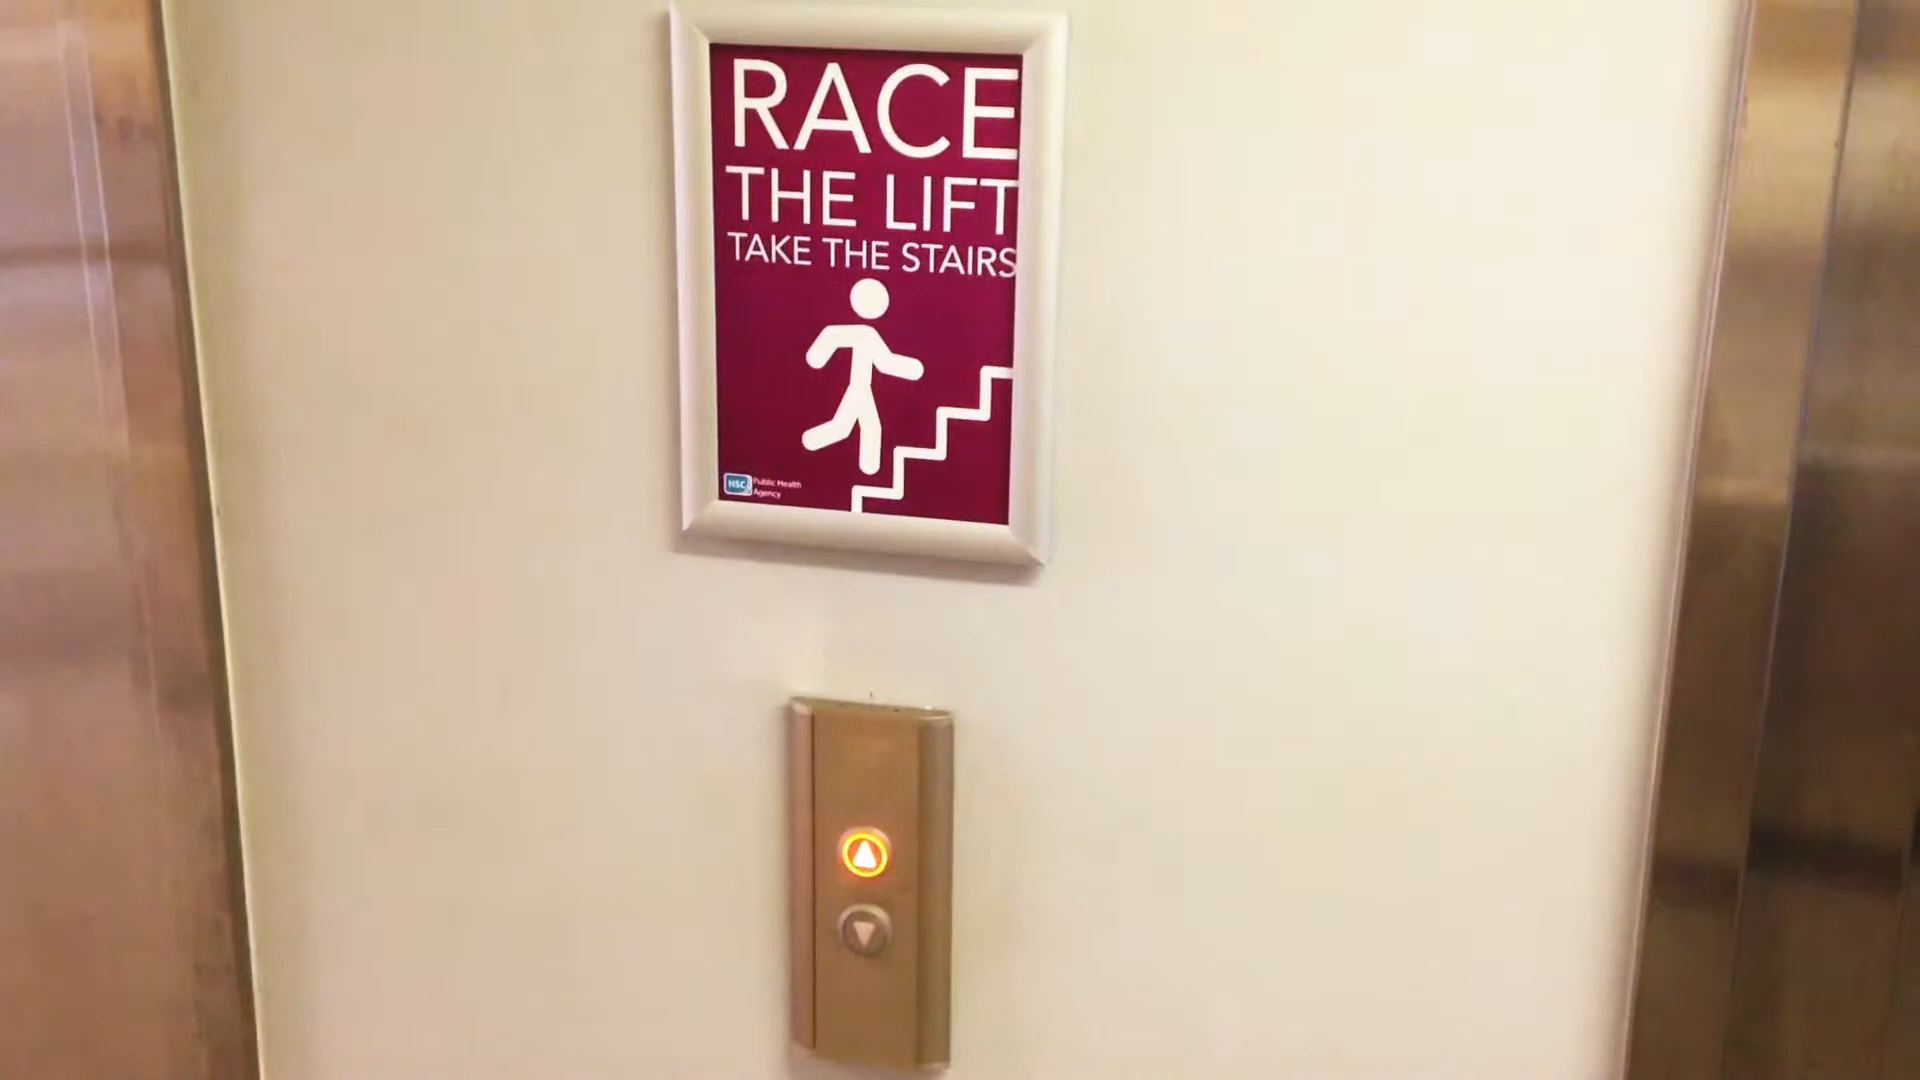 RACE
THE LIFT
TAKE THE STAIRS
HSC Public Health
Agency